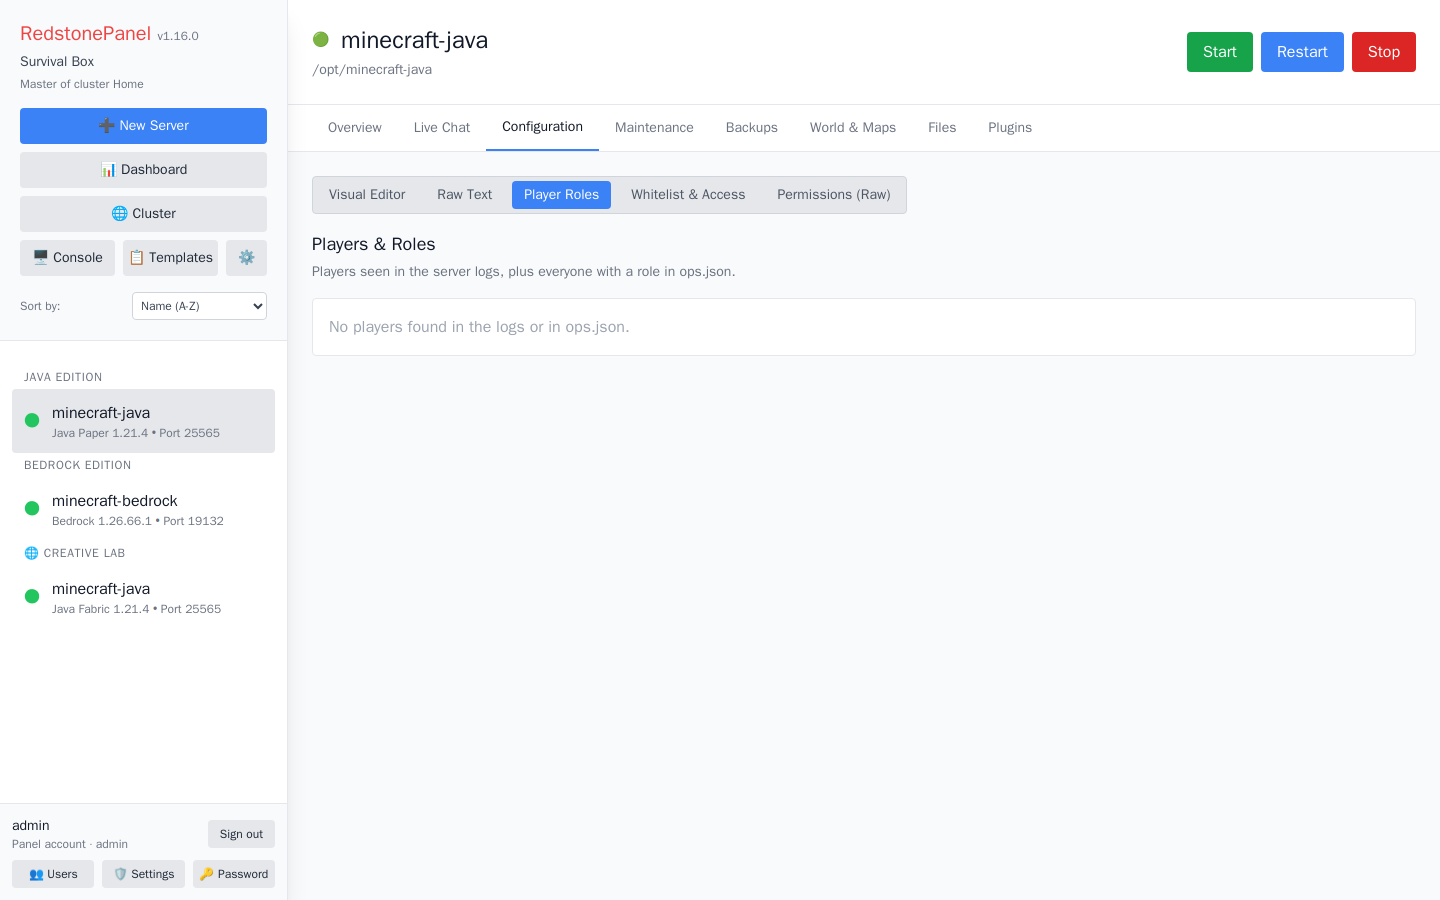 RedstonePanel v1.16.0
Survival Box
Master of cluster Home
➕ New Server
📊 Dashboard
🌐 Cluster
🖥️ Console
📋 Templates
⚙️
Sort by:
Name (A-Z)
JAVA EDITION
minecraft-java
Java Paper 1.21.4 • Port 25565
BEDROCK EDITION
minecraft-bedrock
Bedrock 1.26.66.1 • Port 19132
🌐 CREATIVE LAB
minecraft-java
Java Fabric 1.21.4 • Port 25565
admin
Panel account · admin
Sign out
👥 Users
🛡️ Settings
🔑 Password
minecraft-java
/opt/minecraft-java
Start
Restart
Stop
Overview
Live Chat
Configuration
Maintenance
Backups
World & Maps
Files
Plugins
Visual Editor
Raw Text
Player Roles
Whitelist & Access
Permissions (Raw)
Players & Roles
Players seen in the server logs, plus everyone with a role in ops.json.
No players found in the logs or in ops.json.